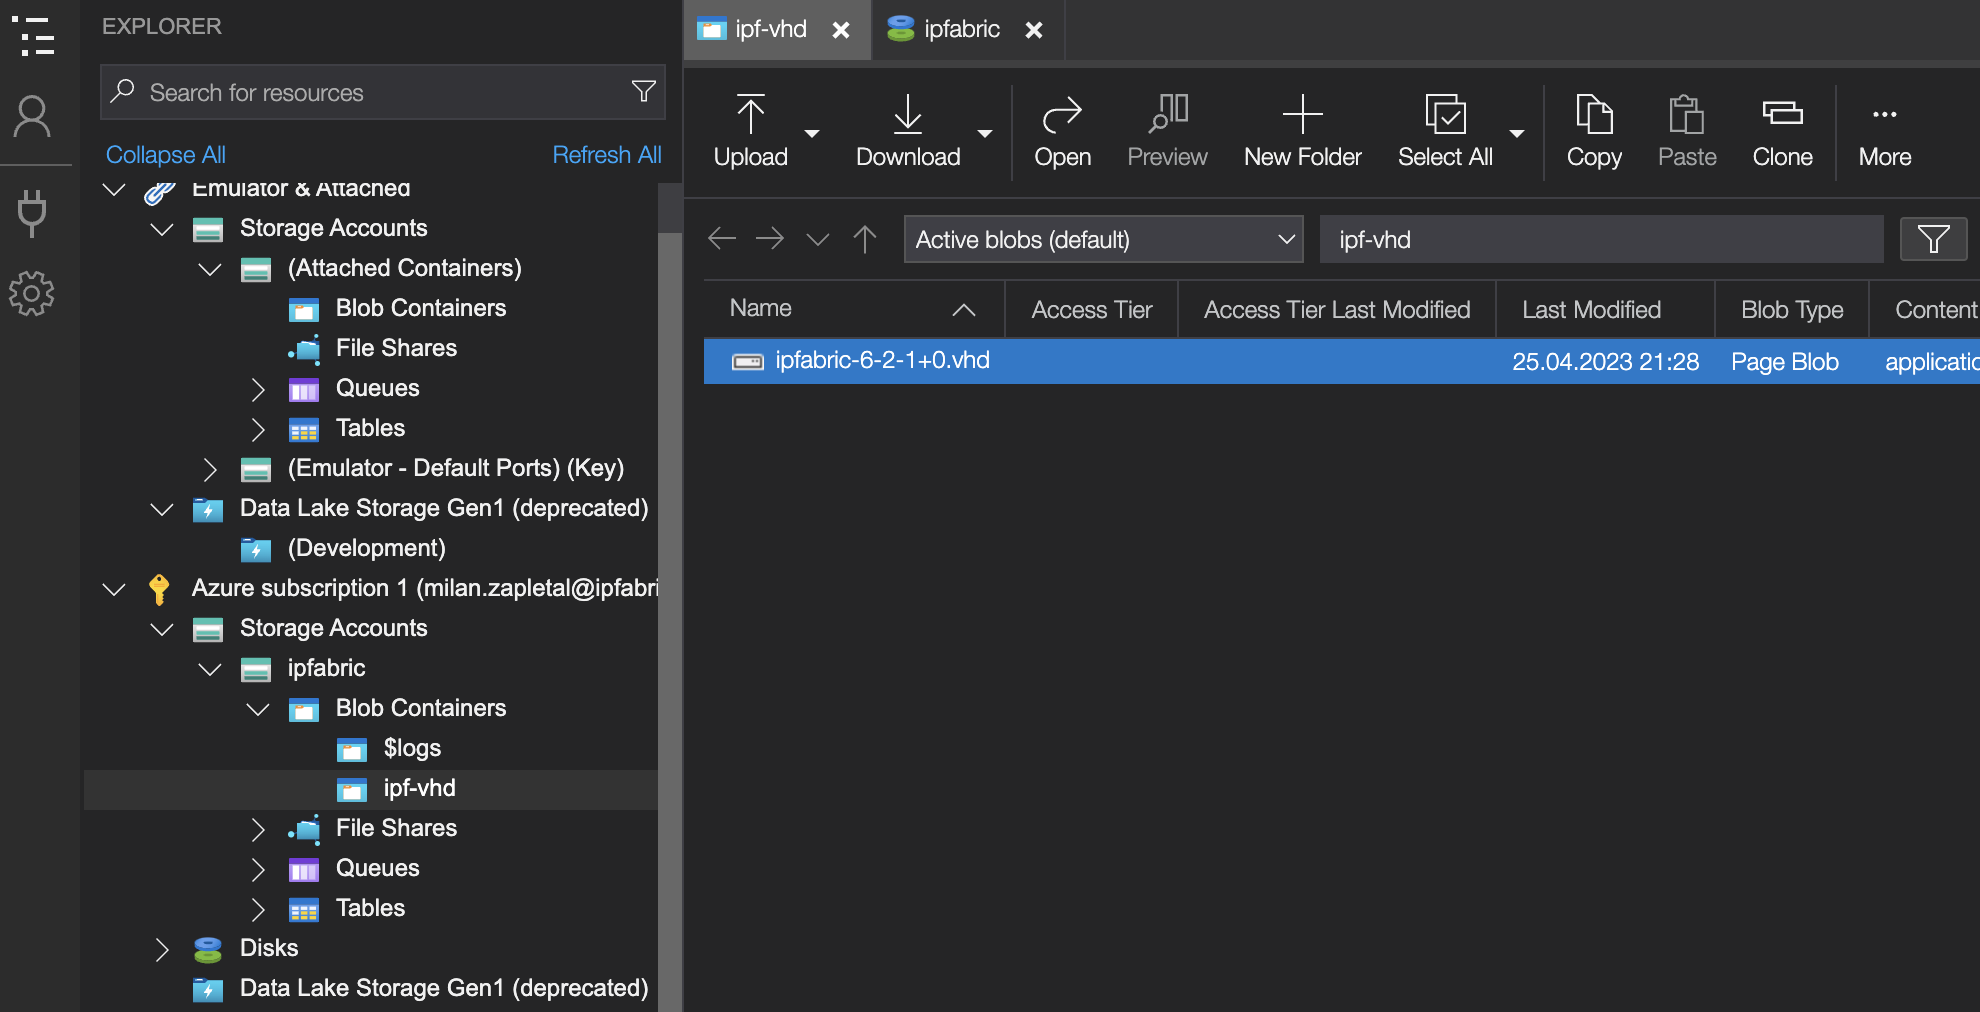 EXPLORER
Search for resources
Collapse All Refresh All
Emulator & Attached
Storage Accounts
(Attached Containers)
Blob Containers
File Shares
Queues
Tables
(Emulator - Default Ports) (Key)
Data Lake Storage Gen1 (deprecated)
(Development)
Azure subscription 1 (milan.zapletal@ipfabri
Storage Accounts
ipfabric
Blob Containers
$logs
ipf-vhd
File Shares
Queues
Tables
Disks
Data Lake Storage Gen1 (deprecated)
ipf-vhd ipfabric
Upload Download Open Preview New Folder Select All Copy Paste Clone More
Active blobs (default) ipf-vhd
Name Access Tier Access Tier Last Modified Last Modified Blob Type Content
ipfabric-6-2-1+0.vhd 25.04.2023 21:28 Page Blob applicatio